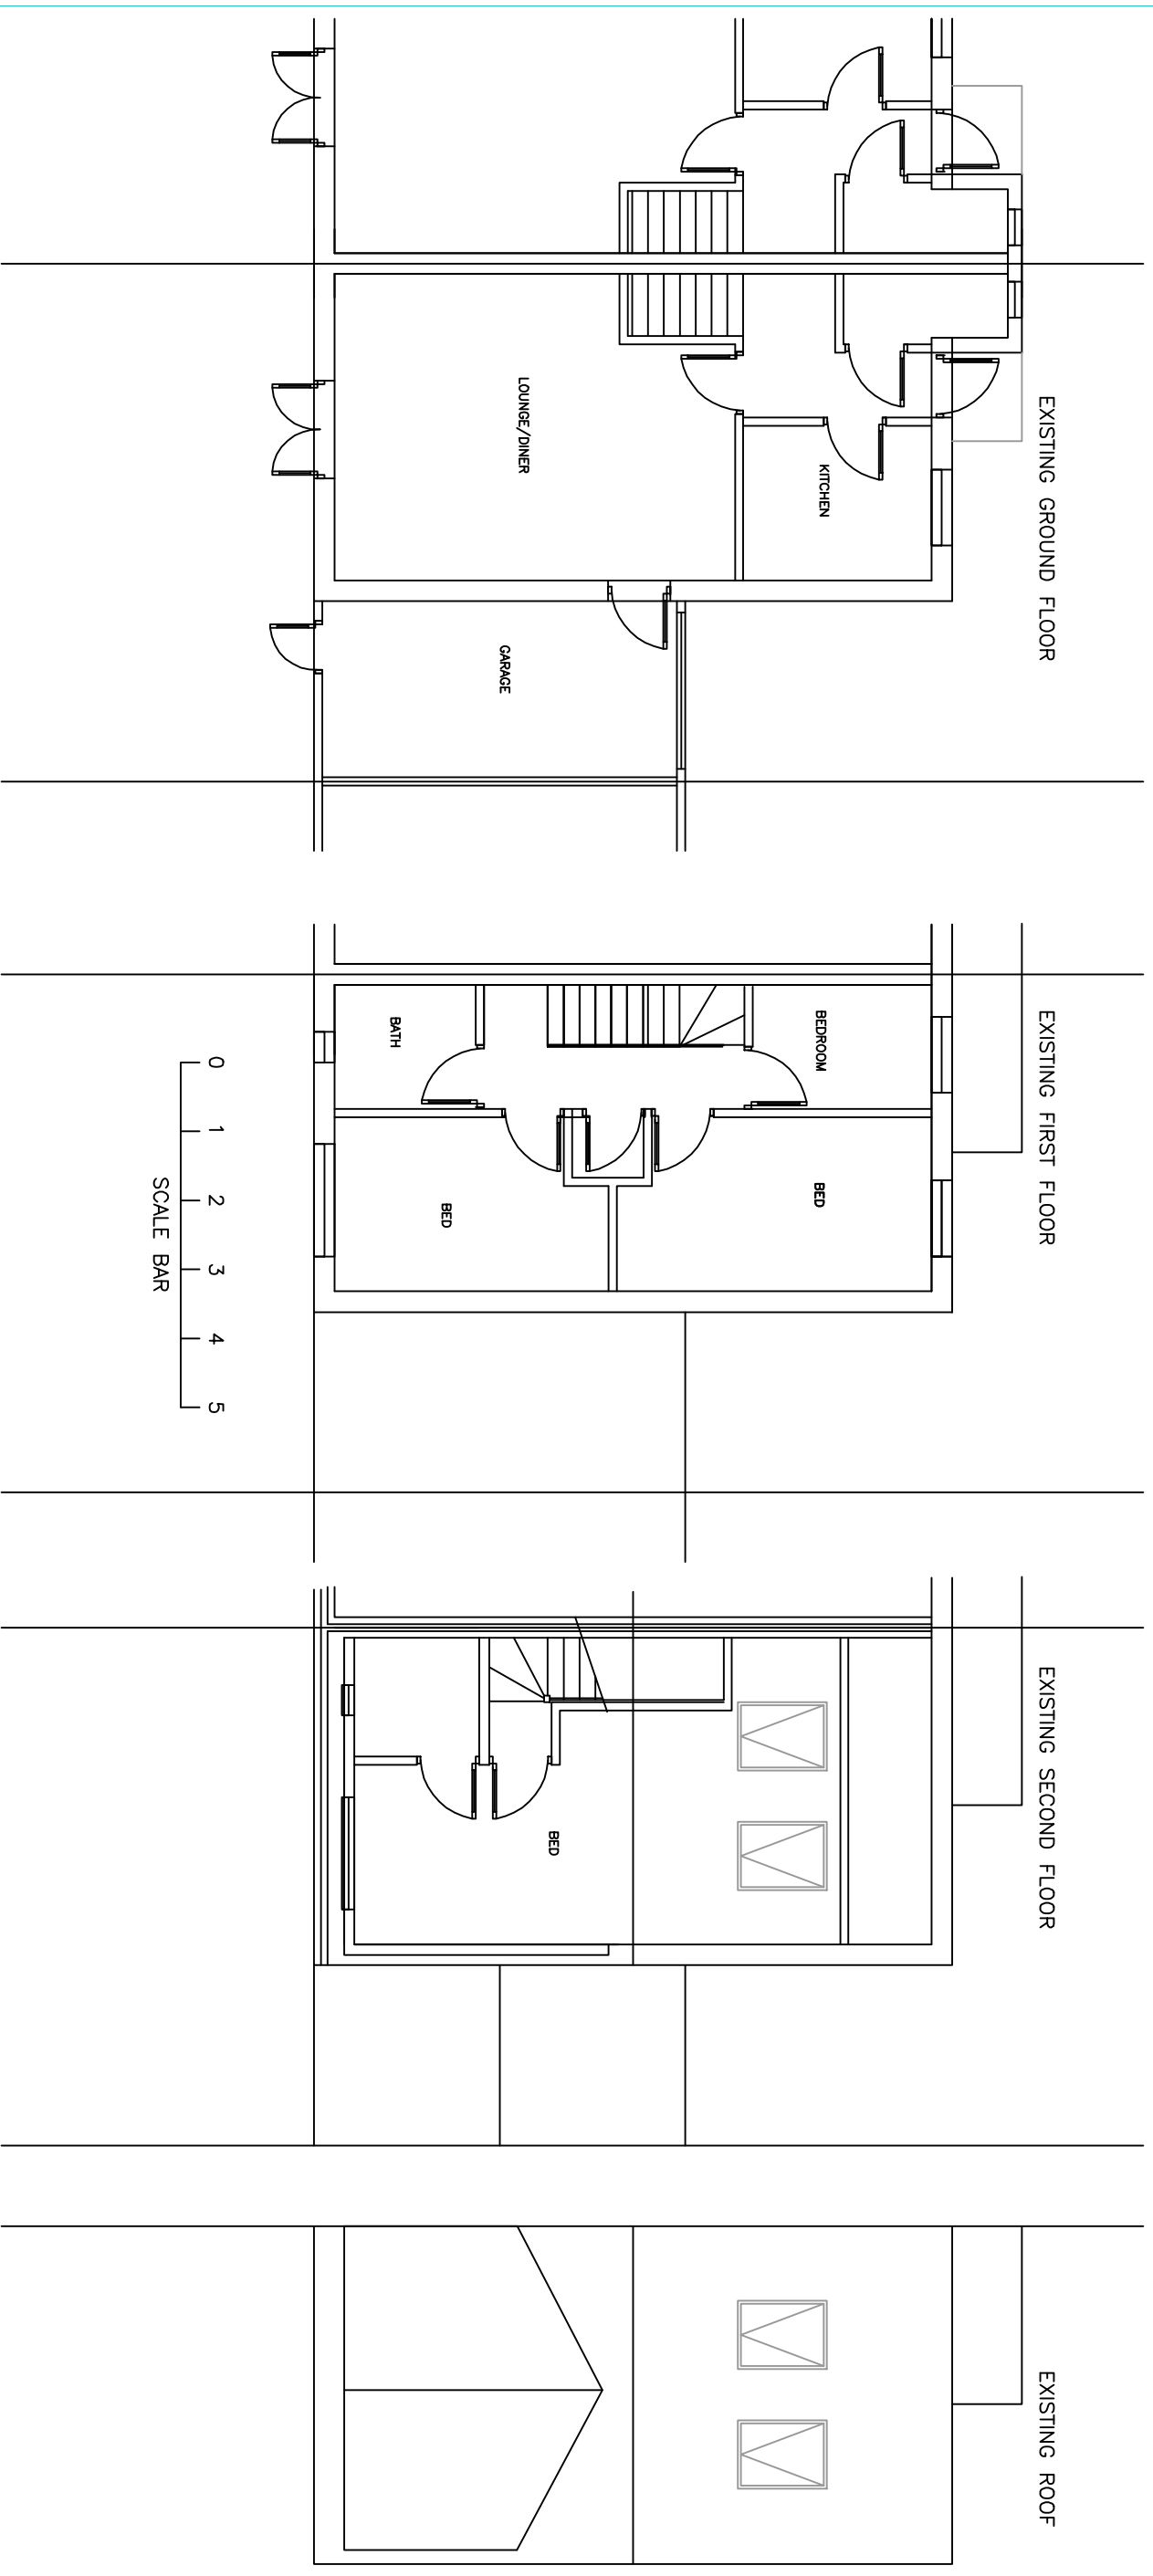 EXISTING GROUND FLOOR
KITCHEN
LOUNGE/DINER
GARAGE
EXISTING FIRST FLOOR
BEDROOM
BED
BED
BATH
0 1 2 3 4 5
SCALE BAR
EXISTING SECOND FLOOR
BED
EXISTING ROOF